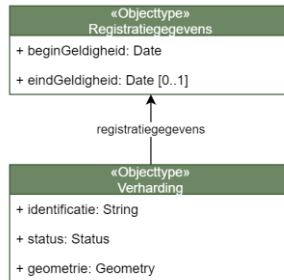 «Objecttype»
Registratiegegevens
+ beginGeldigheid: Date
+ eindGeldigheid: Date [0..1]
registratiegegevens
«Objecttype»
Verharding
+ identificatie: String
+ status: Status
+ geometrie: Geometry